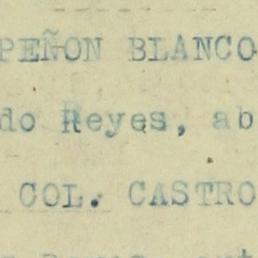 PEÑON BLANCO
do Reyes, ab
COL. CASTRO